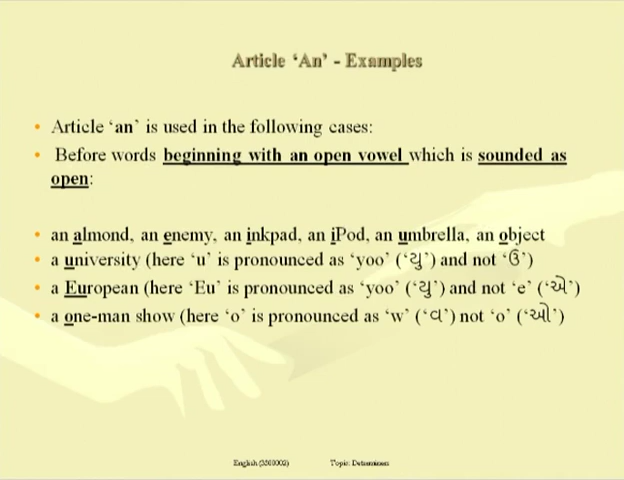 Article ‘An’ - Examples
• Article ‘an’ is used in the following cases:
• Before words beginning with an open vowel which is sounded as
open:
• an almond, an enemy, an inkpad, an iPod, an umbrella, an object
• a university (here ‘u’ is pronounced as ‘yoo’ (‘યુ’) and not ‘ઉ’)
• a European (here ‘Eu’ is pronounced as ‘yoo’ (‘યુ’) and not ‘e’ (‘એ’)
• a one-man show (here ‘o’ is pronounced as ‘w’ (‘વ’) not ‘o’ (‘ઓ’)
English (3300002) Topic: Determiners